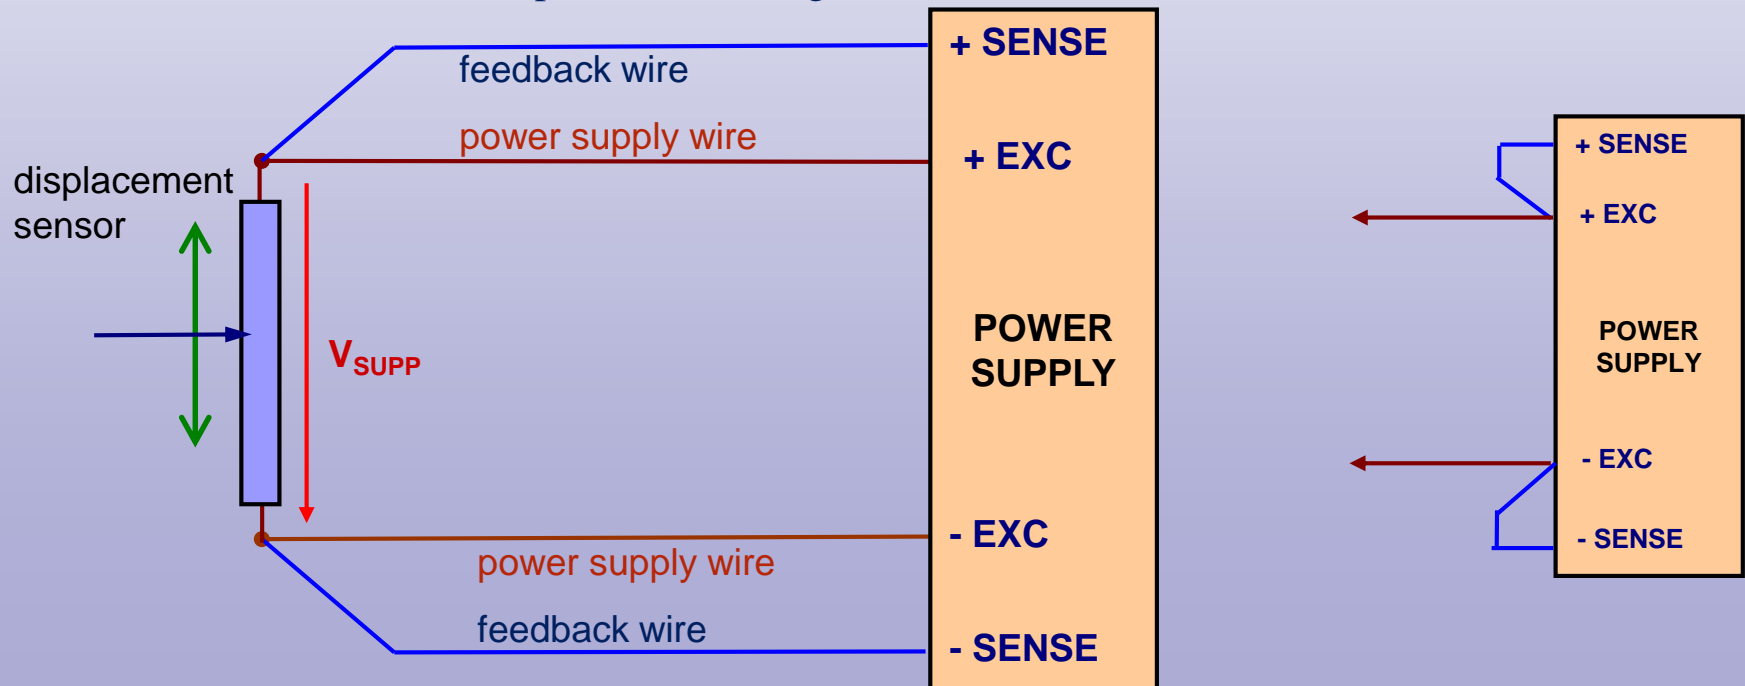 + SENSE
feedback wire
power supply wire
+ EXC
displacement
sensor
V_SUPP
POWER
SUPPLY
- EXC
power supply wire
feedback wire
- SENSE
+ SENSE
+ EXC
POWER
SUPPLY
- EXC
- SENSE